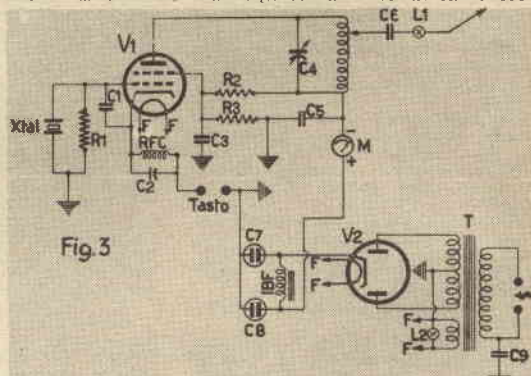 V1
C6
L1
C4
R2
C1
Xtal
R1
R3
C5
F
F
RFC
C3
M
-
+
C2
Tasto
Fig.3
C7
V2
T
F
IBF
F
F
C8
L2
F
C9